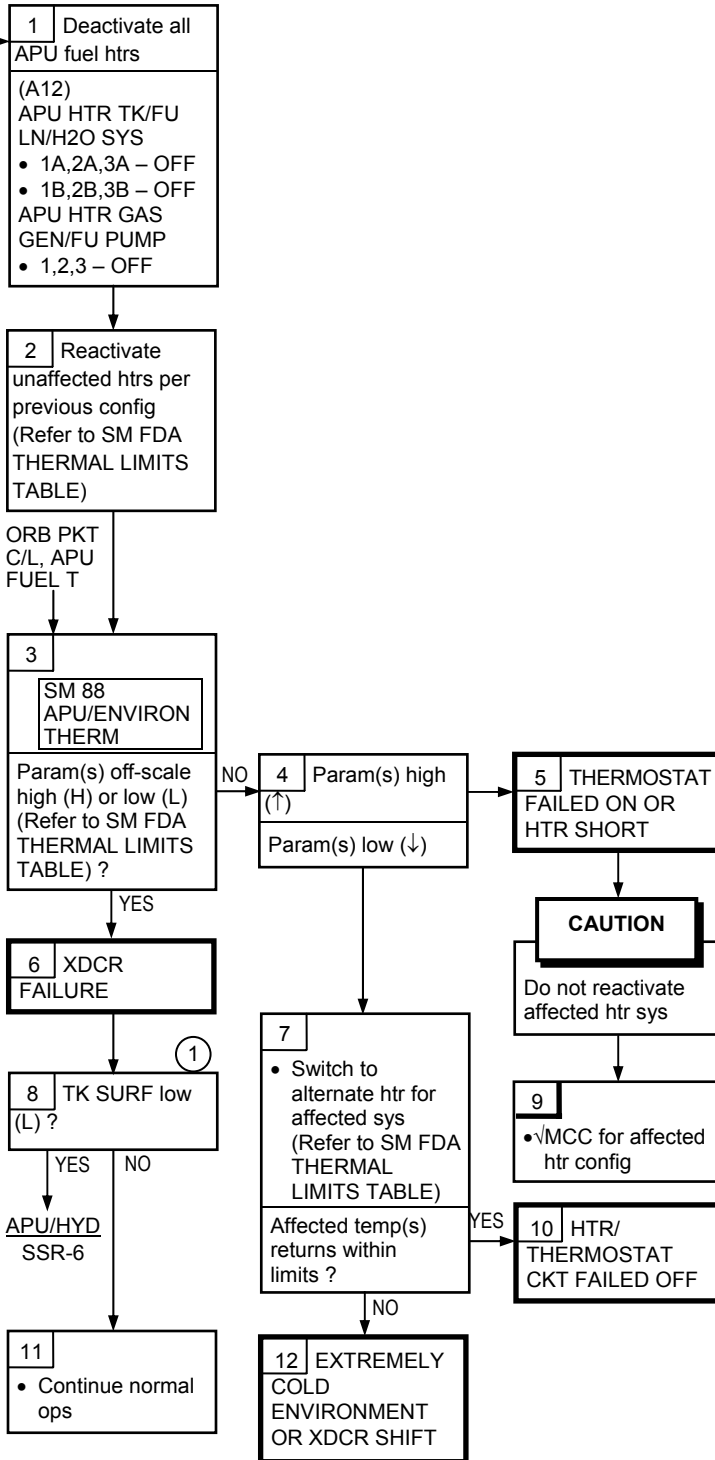 1 Deactivate all
APU fuel htrs
(A12)
APU HTR TK/FU
LN/H2O SYS
• 1A,2A,3A – OFF
• 1B,2B,3B – OFF
APU HTR GAS
GEN/FU PUMP
• 1,2,3 – OFF
2 Reactivate
unaffected htrs per
previous config
(Refer to SM FDA
THERMAL LIMITS
TABLE)
ORB PKT
C/L, APU
FUEL T
3
SM 88
APU/ENVIRON
THERM
Param(s) off-scale
high (H) or low (L)
(Refer to SM FDA
THERMAL LIMITS
TABLE) ?
NO
YES
4 Param(s) high
(↑)
Param(s) low (↓)
5 THERMOSTAT
FAILED ON OR
HTR SHORT
CAUTION
Do not reactivate
affected htr sys
6 XDCR
FAILURE
1
8 TK SURF low
(L) ?
YES NO
APU/HYD
SSR-6
7
• Switch to
alternate htr for
affected sys
(Refer to SM FDA
THERMAL
LIMITS TABLE)
Affected temp(s)
returns within
limits ?
YES
NO
9
•√MCC for affected
htr config
10 HTR/
THERMOSTAT
CKT FAILED OFF
11
• Continue normal
ops
12 EXTREMELY
COLD
ENVIRONMENT
OR XDCR SHIFT